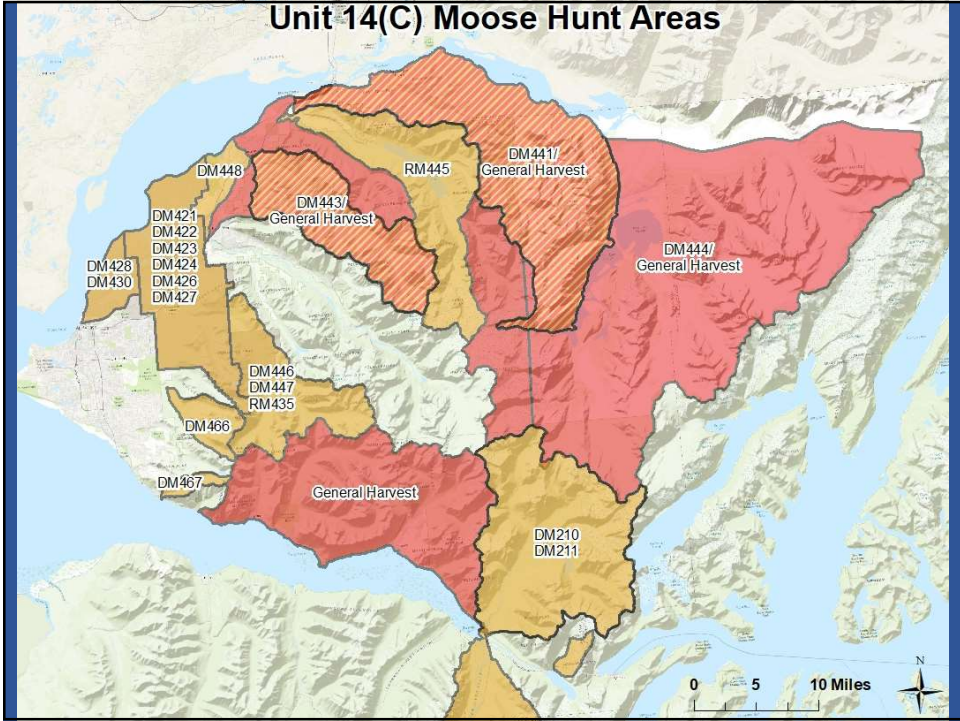 Unit 14(C) Moose Hunt Areas
DM441/
General Harvest
RM445
DM448
DM443/
General Harvest
DM421
DM422
DM423
DM424
DM426
DM427
DM428
DM430
DM444/
General Harvest
DM446
DM447
RM435
DM466
DM467
General Harvest
DM210
DM211
N
0 5 10 Miles